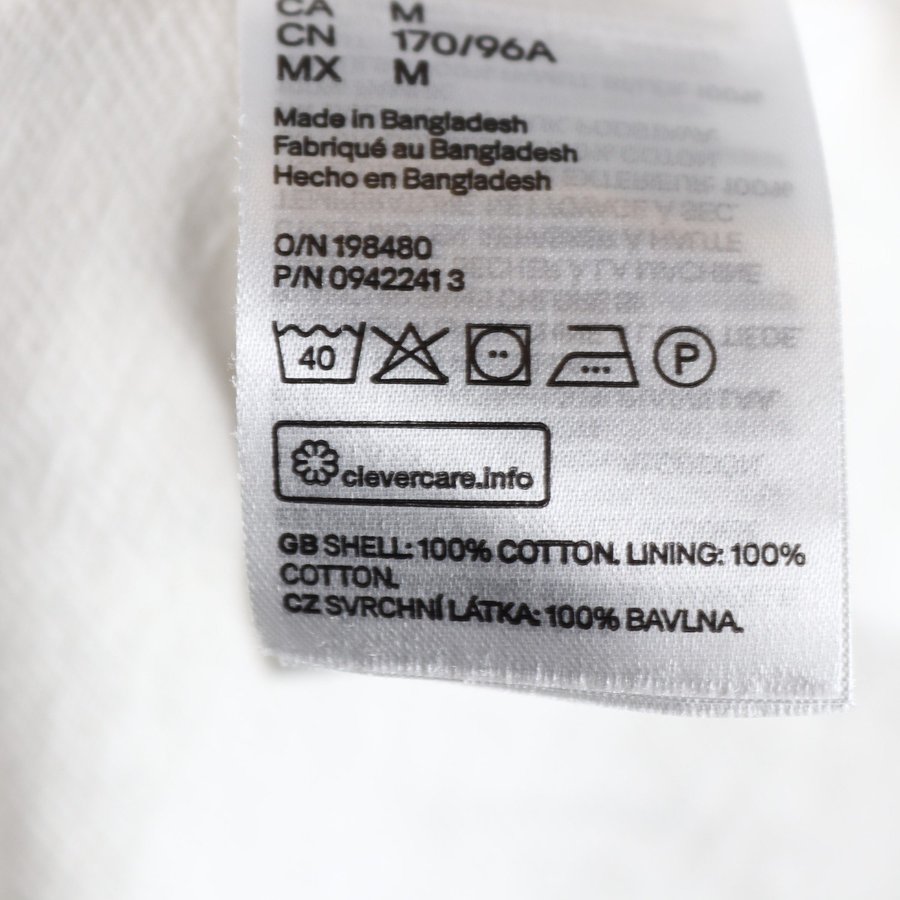 CA M
CN 170/96A
MX M
Made in Bangladesh
Fabriqué au Bangladesh
Hecho en Bangladesh
O/N 198480
P/N 0942241 3
40 P
clevercare.info
GB SHELL: 100% COTTON. LINING: 100%
COTTON.
CZ SVRCHNÍ LÁTKA: 100% BAVLNA.